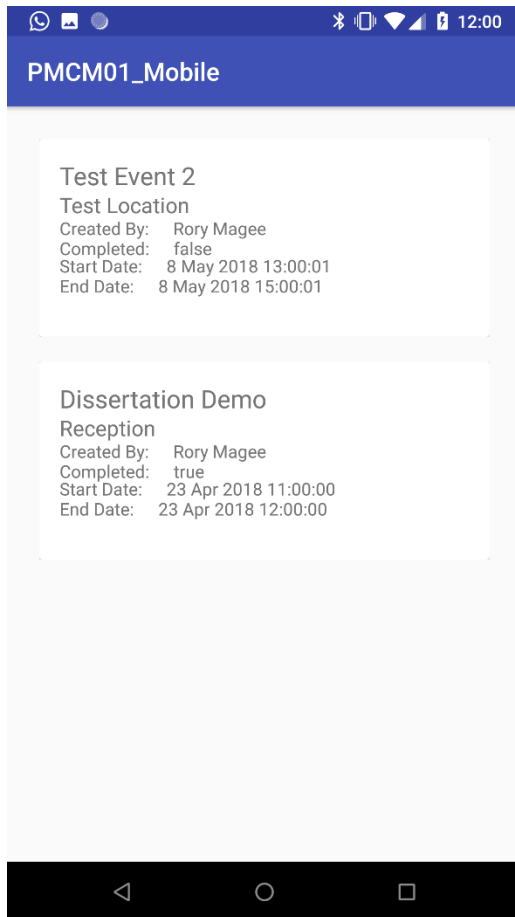 12:00
PMCM01_Mobile
Test Event 2
Test Location
Created By: Rory Magee
Completed: false
Start Date: 8 May 2018 13:00:01
End Date: 8 May 2018 15:00:01
Dissertation Demo
Reception
Created By: Rory Magee
Completed: true
Start Date: 23 Apr 2018 11:00:00
End Date: 23 Apr 2018 12:00:00